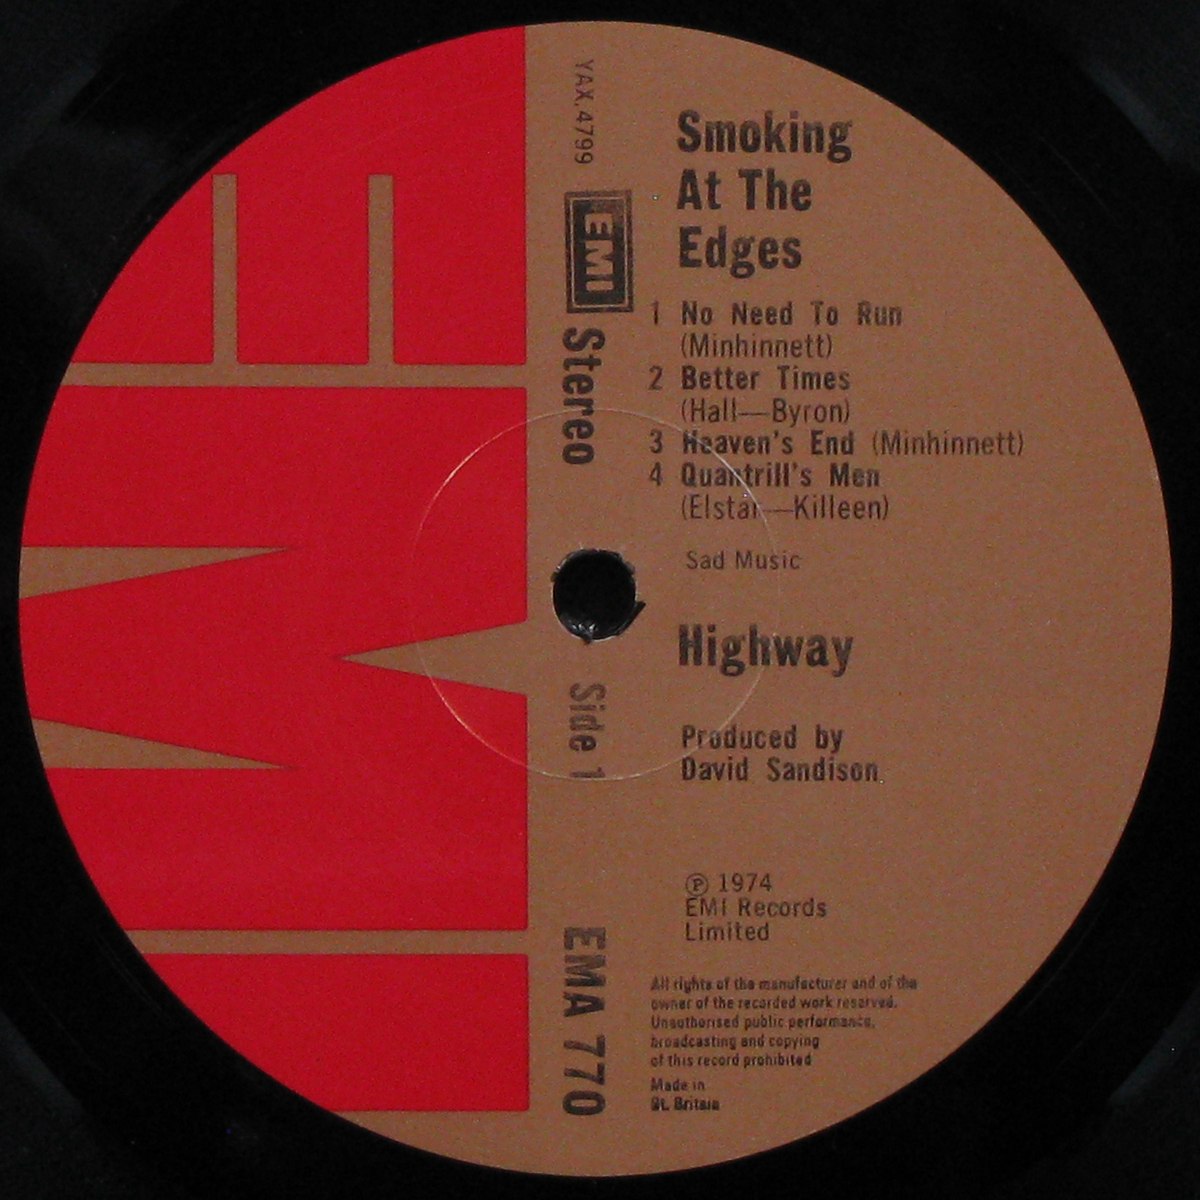 YAX.4799
EMI
Stereo
Side 1
EMA 770
Smoking
At The
Edges
1 No Need To Run
(Minhinnett)
2 Better Times
(Hall—Byron)
3 Heaven's End (Minhinnett)
4 Quantrill's Men
(Elstar—Killeen)
Sad Music
Highway
Produced by
David Sandison
Ⓟ 1974
EMI Records
Limited
All rights of the manufacturer and of the
owner of the recorded work reserved.
Unauthorised public performance,
broadcasting and copying
of this record prohibited
Made in
Gt. Britain